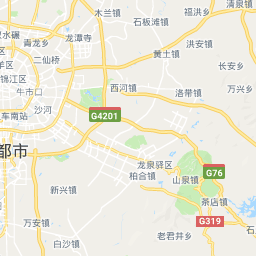 木兰镇
福洪乡
清泉镇
石板滩镇
水碾
龙潭寺
青龙乡
洪安镇
黄土镇
二仙桥
长安乡
锦江区
西河镇
牛市口
洛带镇
万兴乡
沙河
车南站
G4201
都市
龙泉驿区
柏合镇
山泉镇
G76
新兴镇
茶店镇
万安镇
G319
老君井乡
白沙镇